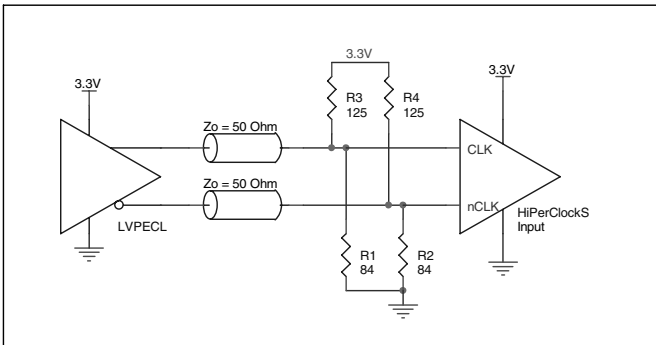 3.3V
3.3V
3.3V
R3
125
R4
125
Zo = 50 Ohm
CLK
Zo = 50 Ohm
nCLK
LVPECL
HiPerClockS
Input
R1
84
R2
84